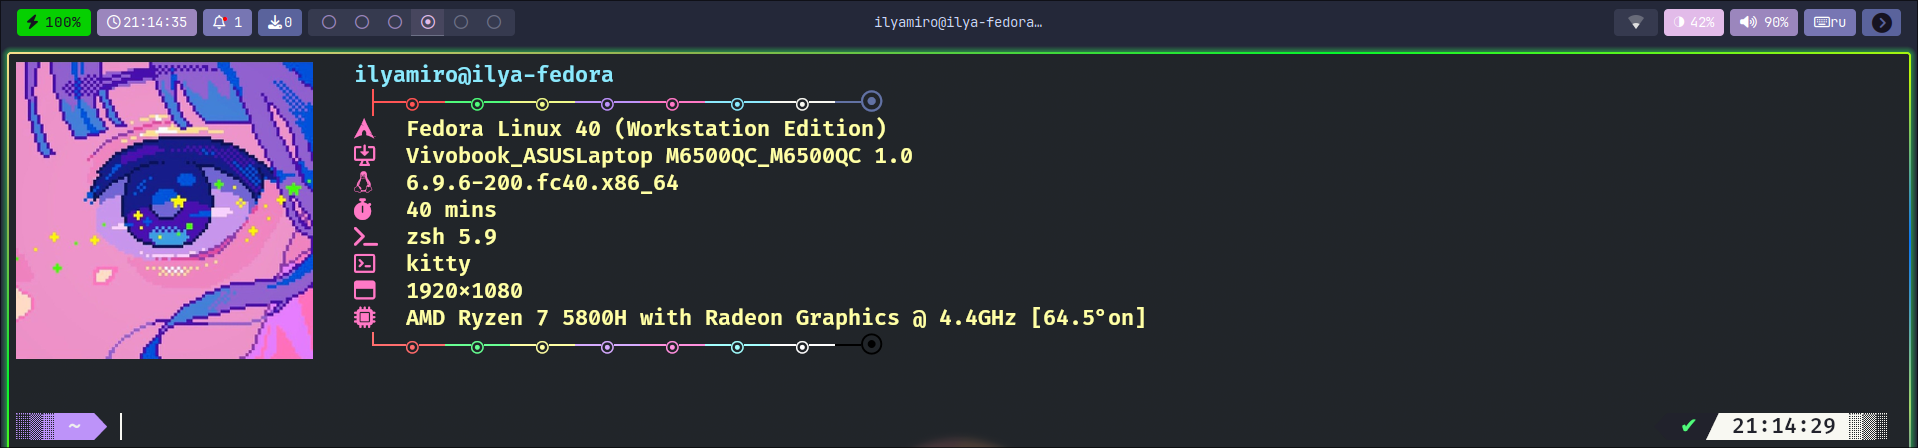 100% 21:14:35 1 0 ilyamiro@ilya-fedora… 42% 90% ru
ilyamiro@ilya-fedora
Fedora Linux 40 (Workstation Edition)
Vivobook_ASUSLaptop M6500QC_M6500QC 1.0
6.9.6-200.fc40.x86_64
40 mins
zsh 5.9
kitty
1920×1080
AMD Ryzen 7 5800H with Radeon Graphics @ 4.4GHz [64.5°on]
~ ✔ 21:14:29